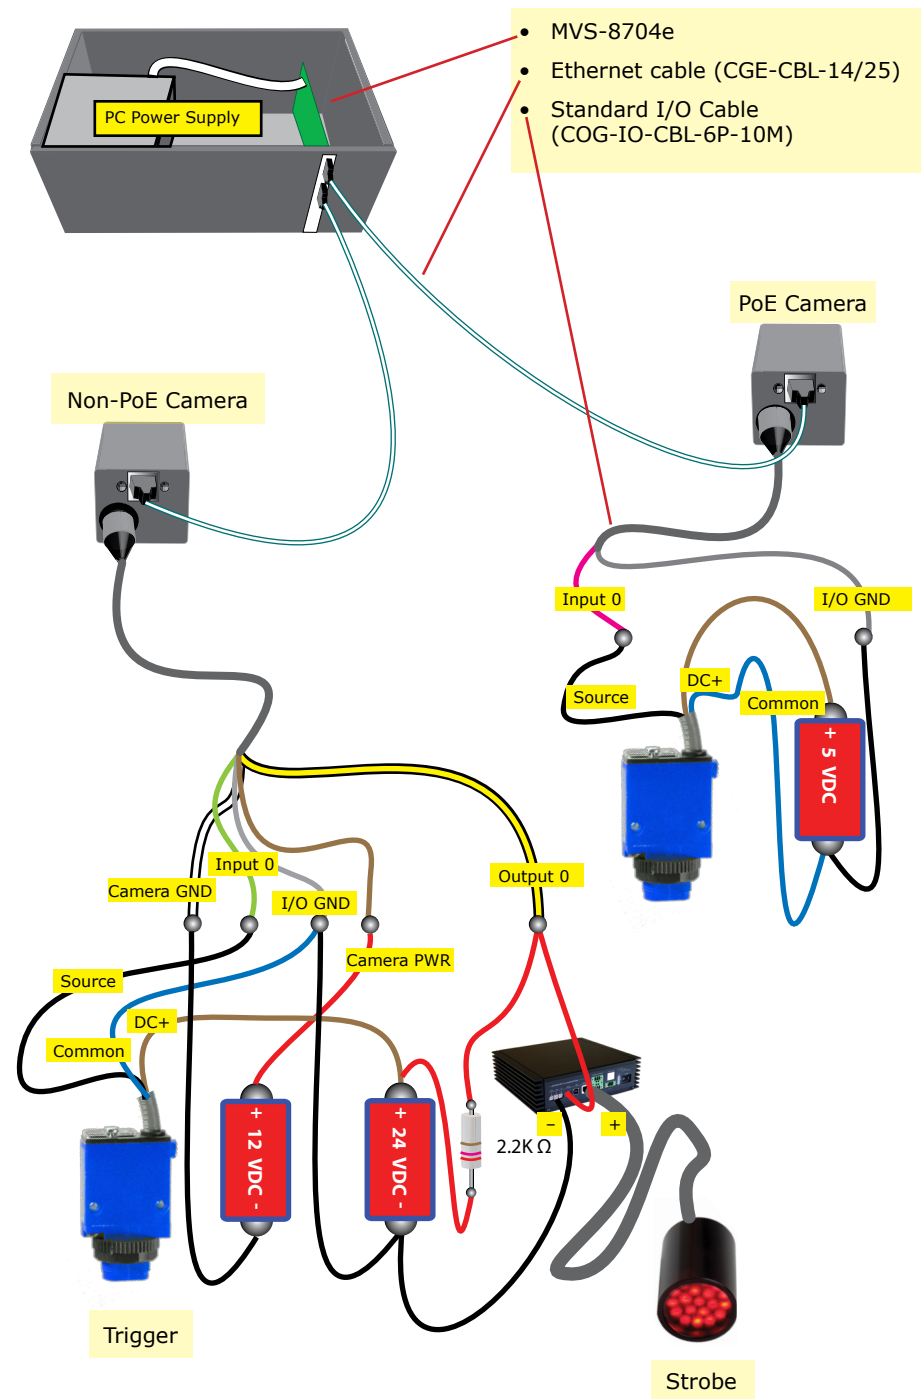 • MVS-8704e
• Ethernet cable (CGE-CBL-14/25)
• Standard I/O Cable
(COG-IO-CBL-6P-10M)
PC Power Supply
PoE Camera
Non-PoE Camera
Input 0
I/O GND
DC+
Source
Common
+ 5 VDC
Input 0
Output 0
Camera GND
I/O GND
Camera PWR
Source
DC+
Common
+ 12 VDC -
+ 24 VDC -
2.2K Ω
–
+
Trigger
Strobe